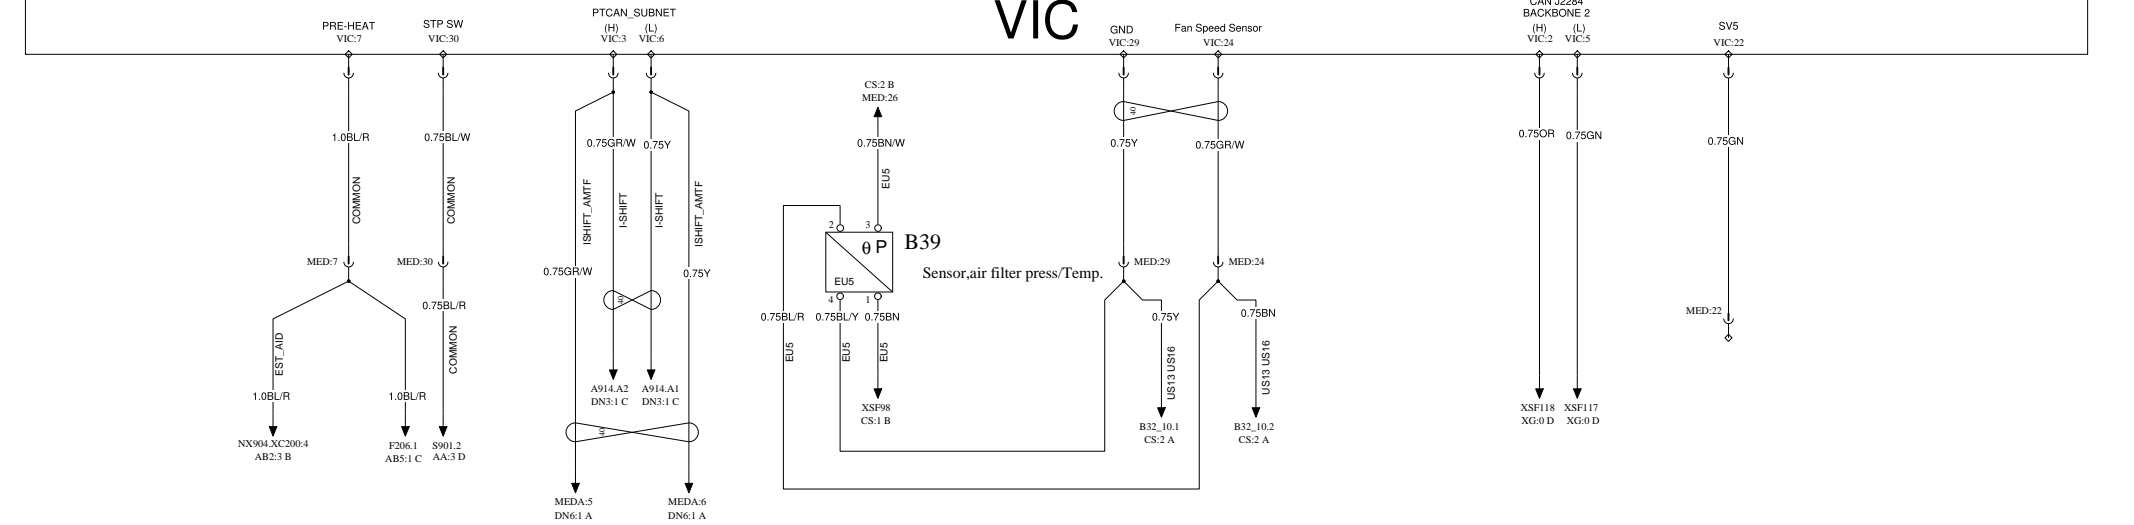 VIC
PRE-HEAT
VIC:7
STP SW
VIC:30
PTCAN_SUBNET
(H)
VIC:3
(L)
VIC:6
GND
VIC:29
Fan Speed Sensor
VIC:24
CAN J2284
BACKBONE 2
(H)
VIC:2
(L)
VIC:5
SV5
VIC:22
CS:2 B
MED:26
40
1.0BL/R
0.75BL/W
0.75GR/W
0.75Y
0.75BN/W
0.75Y
0.75GR/W
0.75OR
0.75GN
0.75GN
COMMON
COMMON
ISHIFT_AMTF
I-SHIFT
I-SHIFT
ISHIFT_AMTF
EU5
2
3
θ P
B39
Sensor,air filter press/Temp.
EU5
4
1
MED:7
MED:30
MED:29
MED:24
0.75GR/W
0.75Y
40
0.75BL/R
MED:22
0.75BL/R
0.75BL/Y
0.75BN
0.75Y
0.75BN
EST_AID
COMMON
EU5
EU5
EU5
US13 US16
US13 US16
1.0BL/R
1.0BL/R
A914.A2
DN3:1 C
A914.A1
DN3:1 C
XSF98
CS:1 B
B32_10.1
CS:2 A
B32_10.2
CS:2 A
XSF118
XG:0 D
XSF117
XG:0 D
40
NX904.XC200:4
AB2:3 B
F206.1
AB5:1 C
S901.2
AA:3 D
MEDA:5
DN6:1 A
MEDA:6
DN6:1 A